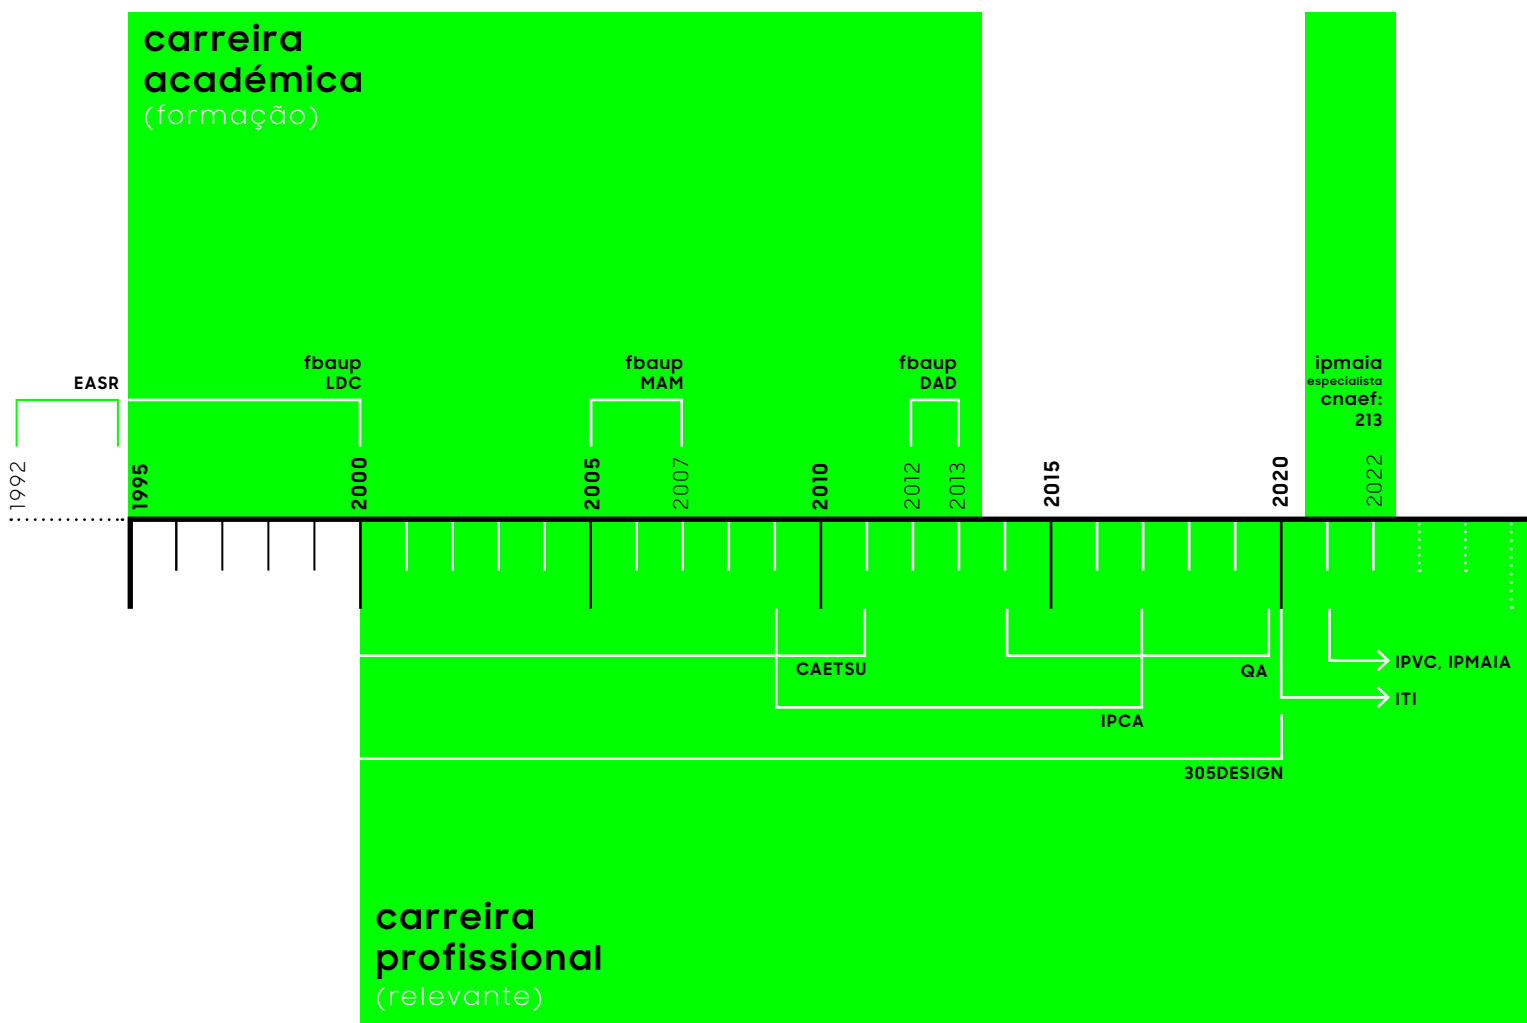 carreira
académica
(formação)
EASR
fbaup
LDC
fbaup
MAM
fbaup
DAD
ipmaia
especialista
cnaef:
213
1992
1995
2000
2005
2007
2010
2012
2013
2015
2020
2022
CAETSU
QA
IPVC, IPMAIA
ITI
IPCA
305DESIGN
carreira
profissional
(relevante)